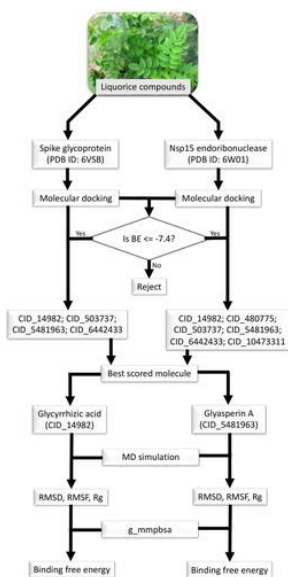 Liquorice compounds
Spike glycoprotein
(PDB ID: 6VSB)
Nsp15 endoribonuclease
(PDB ID: 6W01)
Molecular docking
Molecular docking
Yes
Is BE <= -7.4?
Yes
No
Reject
CID_14982; CID_503737;
CID_5481963; CID_6442433
CID_14982; CID_480775;
CID_503737; CID_5481963;
CID_6442433; CID_10473311
Best scored molecule
Glycyrrhizic acid
(CID_14982)
Glyasperin A
(CID_5481963)
MD simulation
RMSD, RMSF, Rg
RMSD, RMSF, Rg
g_mmpbsa
Binding free energy
Binding free energy